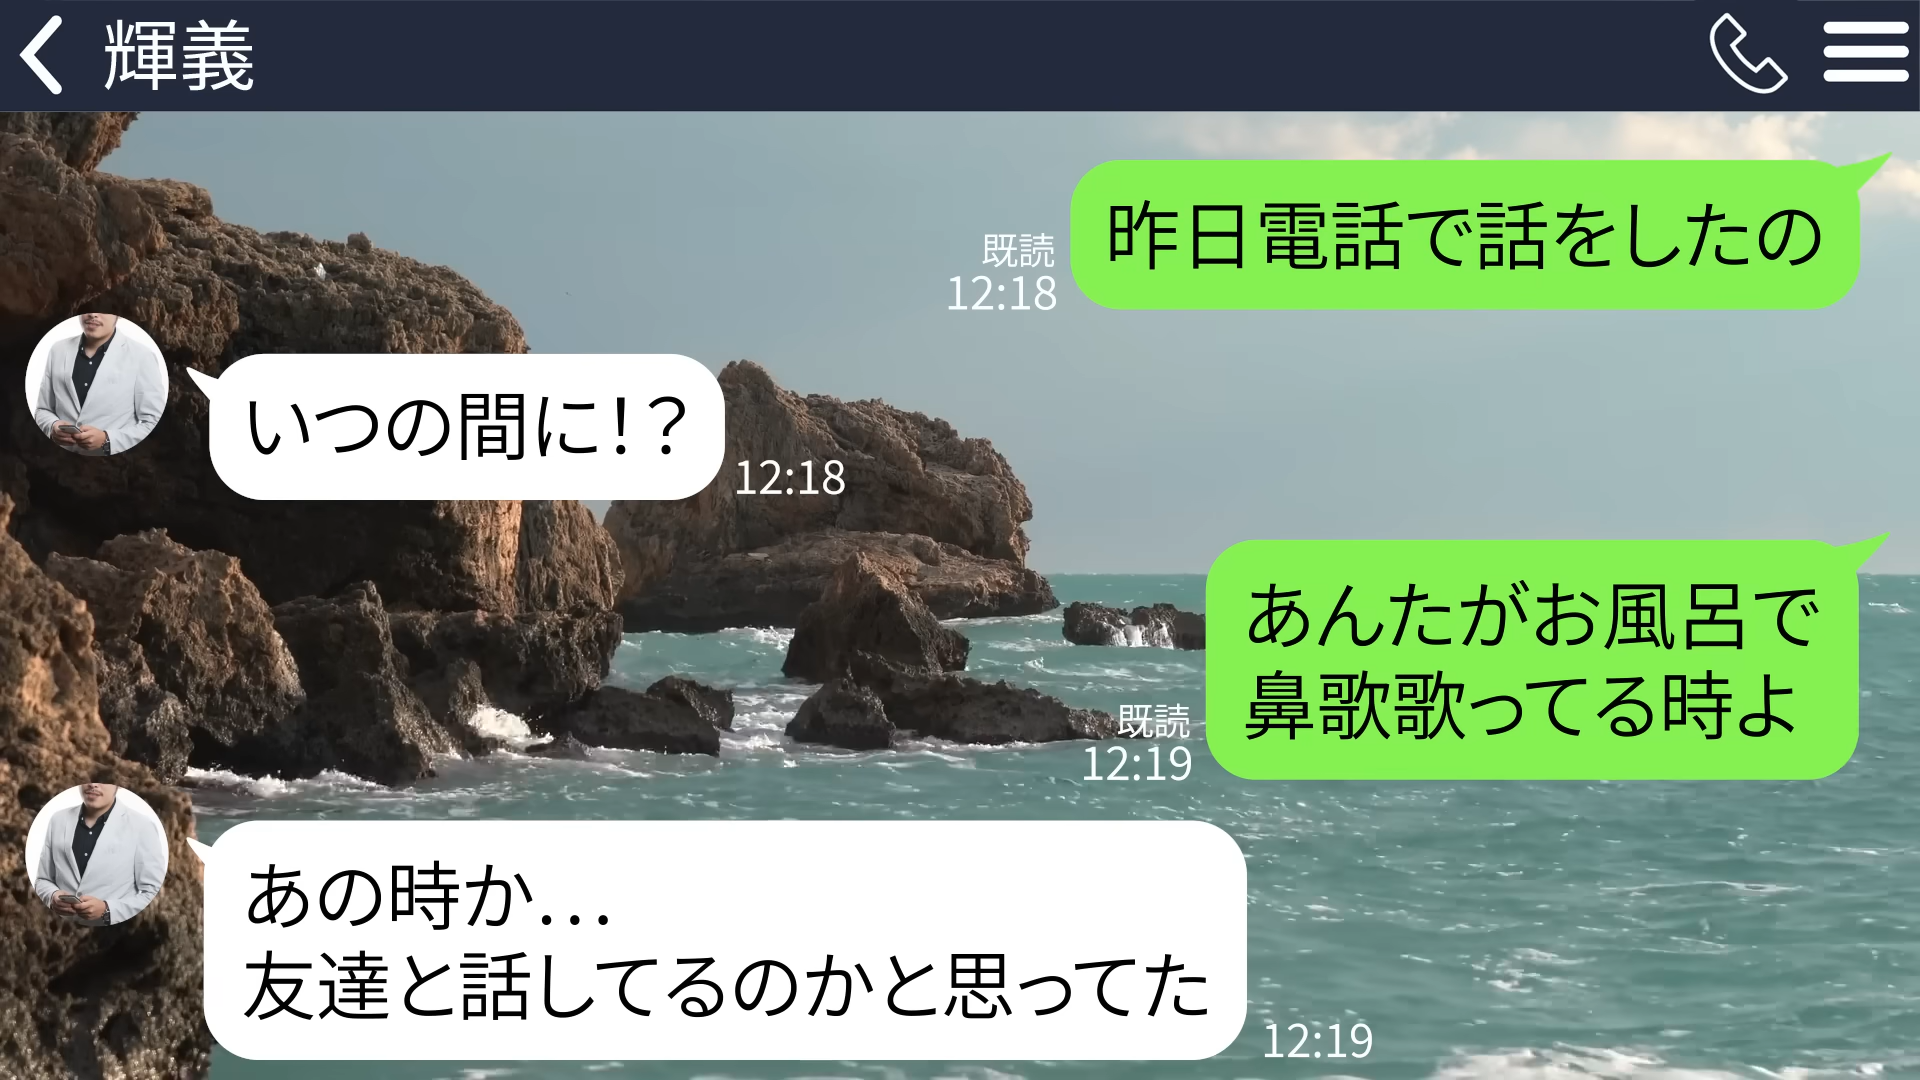 輝義
昨日電話で話をしたの
既読
12:18
いつの間に!?
12:18
あんたがお風呂で
鼻歌歌ってる時よ
既読
12:19
あの時か…
友達と話してるのかと思ってた
12:19